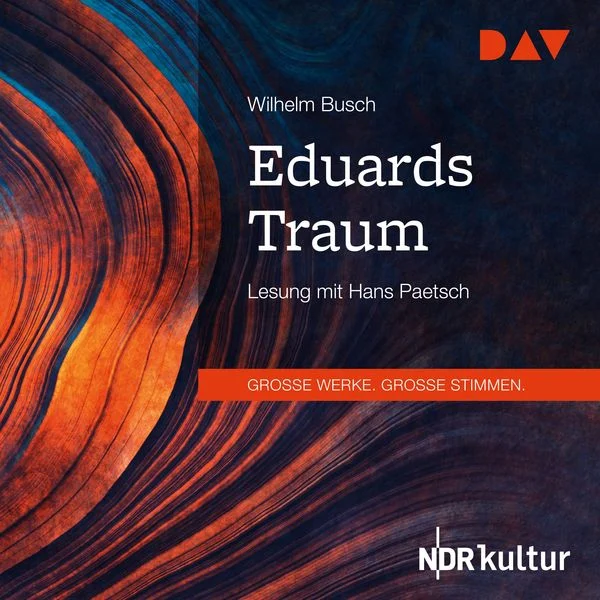 DAV
Wilhelm Busch
Eduards
Traum
Lesung mit Hans Paetsch
GROSSE WERKE. GROSSE STIMMEN.
NDR kultur